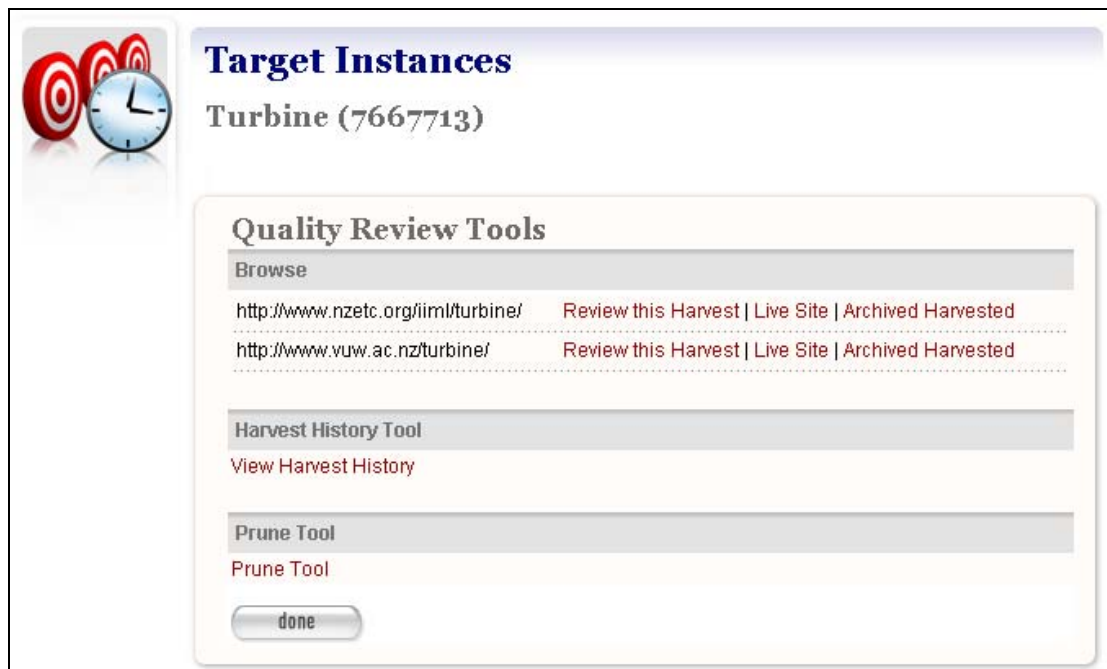 Target Instances
Turbine (7667713)
Quality Review Tools
Browse
http://www.nzetc.org/iiml/turbine/ Review this Harvest | Live Site | Archived Harvested
http://www.vuw.ac.nz/turbine/ Review this Harvest | Live Site | Archived Harvested
Harvest History Tool
View Harvest History
Prune Tool
Prune Tool
done